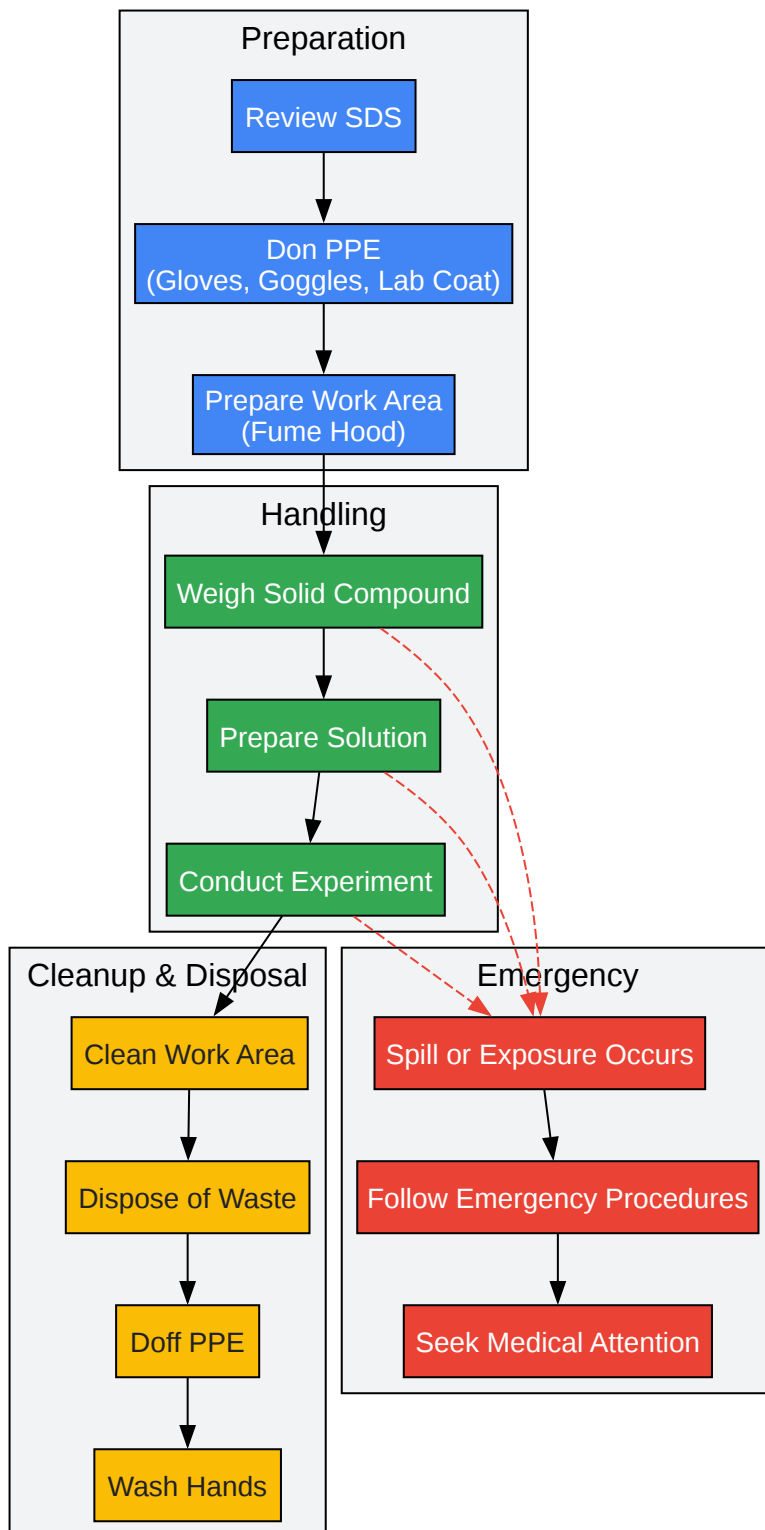 Preparation
Review SDS
Don PPE
(Gloves, Goggles, Lab Coat)
Prepare Work Area
(Fume Hood)
Handling
Weigh Solid Compound
Prepare Solution
Conduct Experiment
Cleanup & Disposal
Clean Work Area
Dispose of Waste
Doff PPE
Wash Hands
Emergency
Spill or Exposure Occurs
Follow Emergency Procedures
Seek Medical Attention